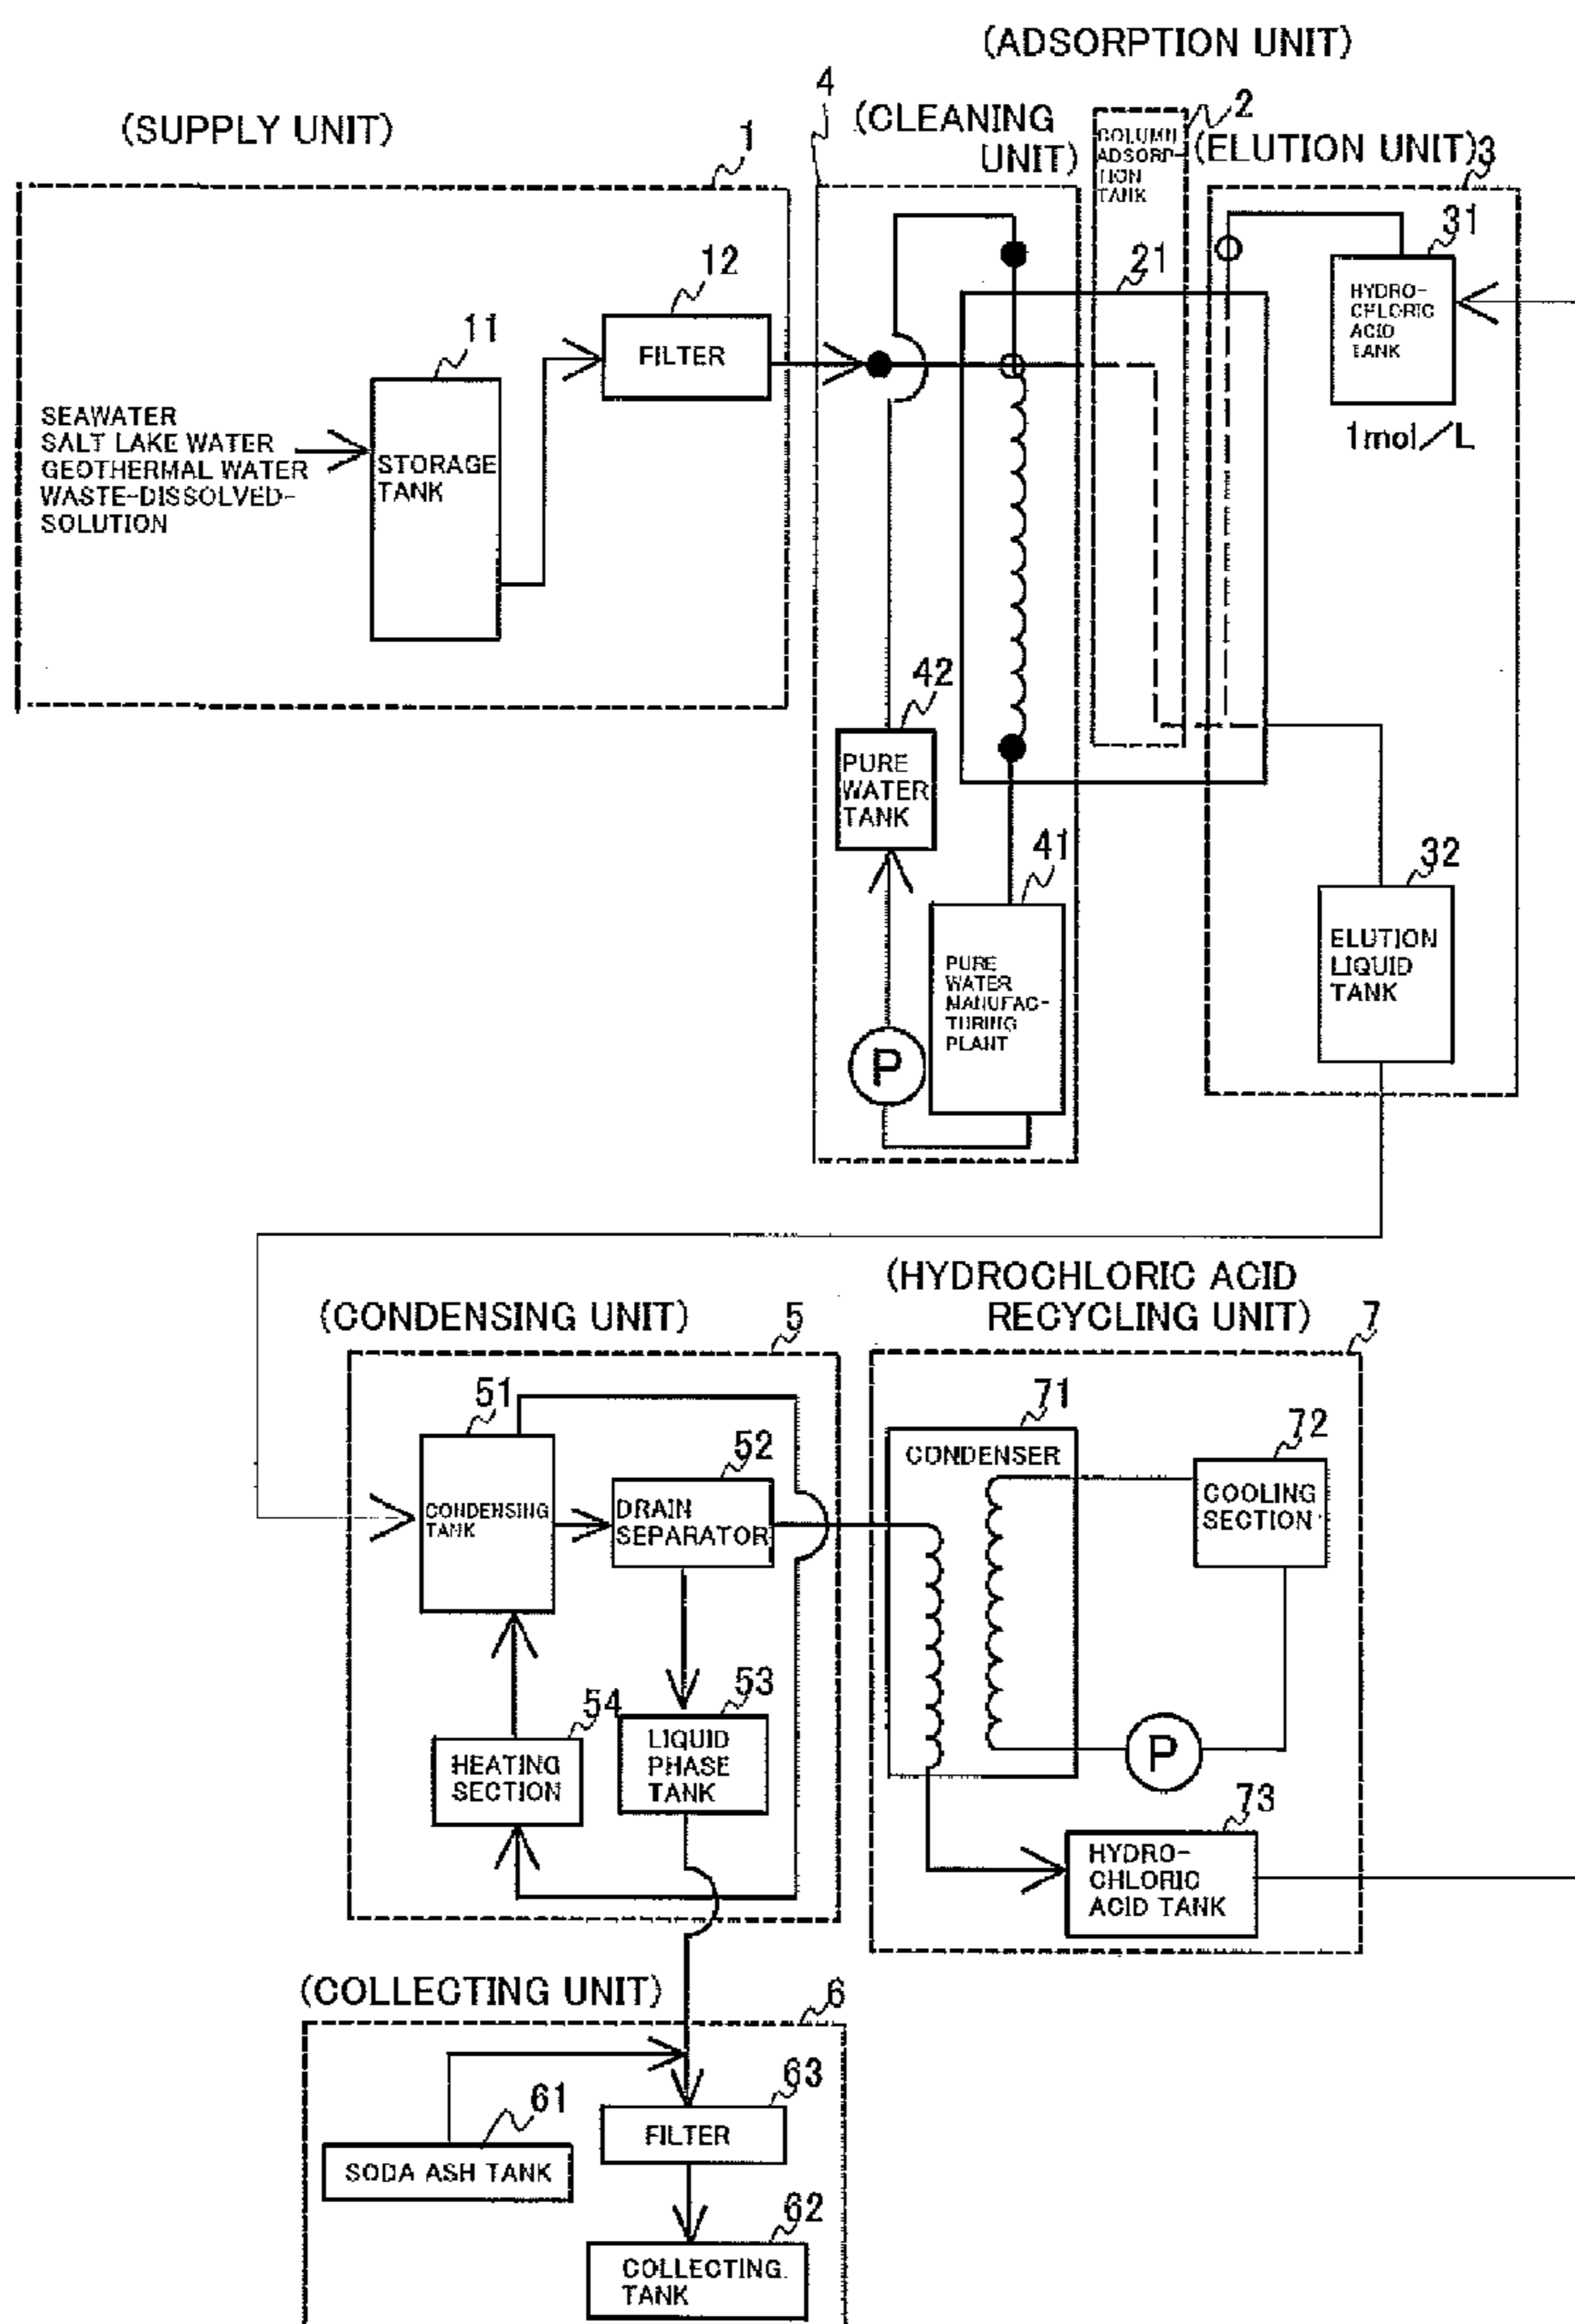 (ADSORPTION UNIT)
4
(CLEANING
UNIT)
2
(SUPPLY UNIT)
1
COLUMN
ADSORP-
TION
TANK
(ELUTION UNIT)
3
31
12
21
HYDRO-
CHLORIC
ACID
TANK
11
FILTER
1mol/L
SEAWATER
SALT LAKE WATER
GEOTHERMAL WATER
WASTE-DISSOLVED-
SOLUTION
STORAGE
TANK
42
PURE
WATER
TANK
41
32
PURE
WATER
MANUFAC-
TURING
PLANT
ELUTION
LIQUID
TANK
P
(HYDROCHLORIC ACID
RECYCLING UNIT)
(CONDENSING UNIT)
5
7
51
71
52
72
CONDENSER
CONDENSING
TANK
DRAIN
SEPARATOR
COOLING
SECTION
54
53
HEATING
SECTION
LIQUID
PHASE
TANK
P
73
HYDRO-
CHLORIC
ACID TANK
(COLLECTING UNIT)
6
61
63
FILTER
SODA ASH TANK
62
COLLECTING
TANK